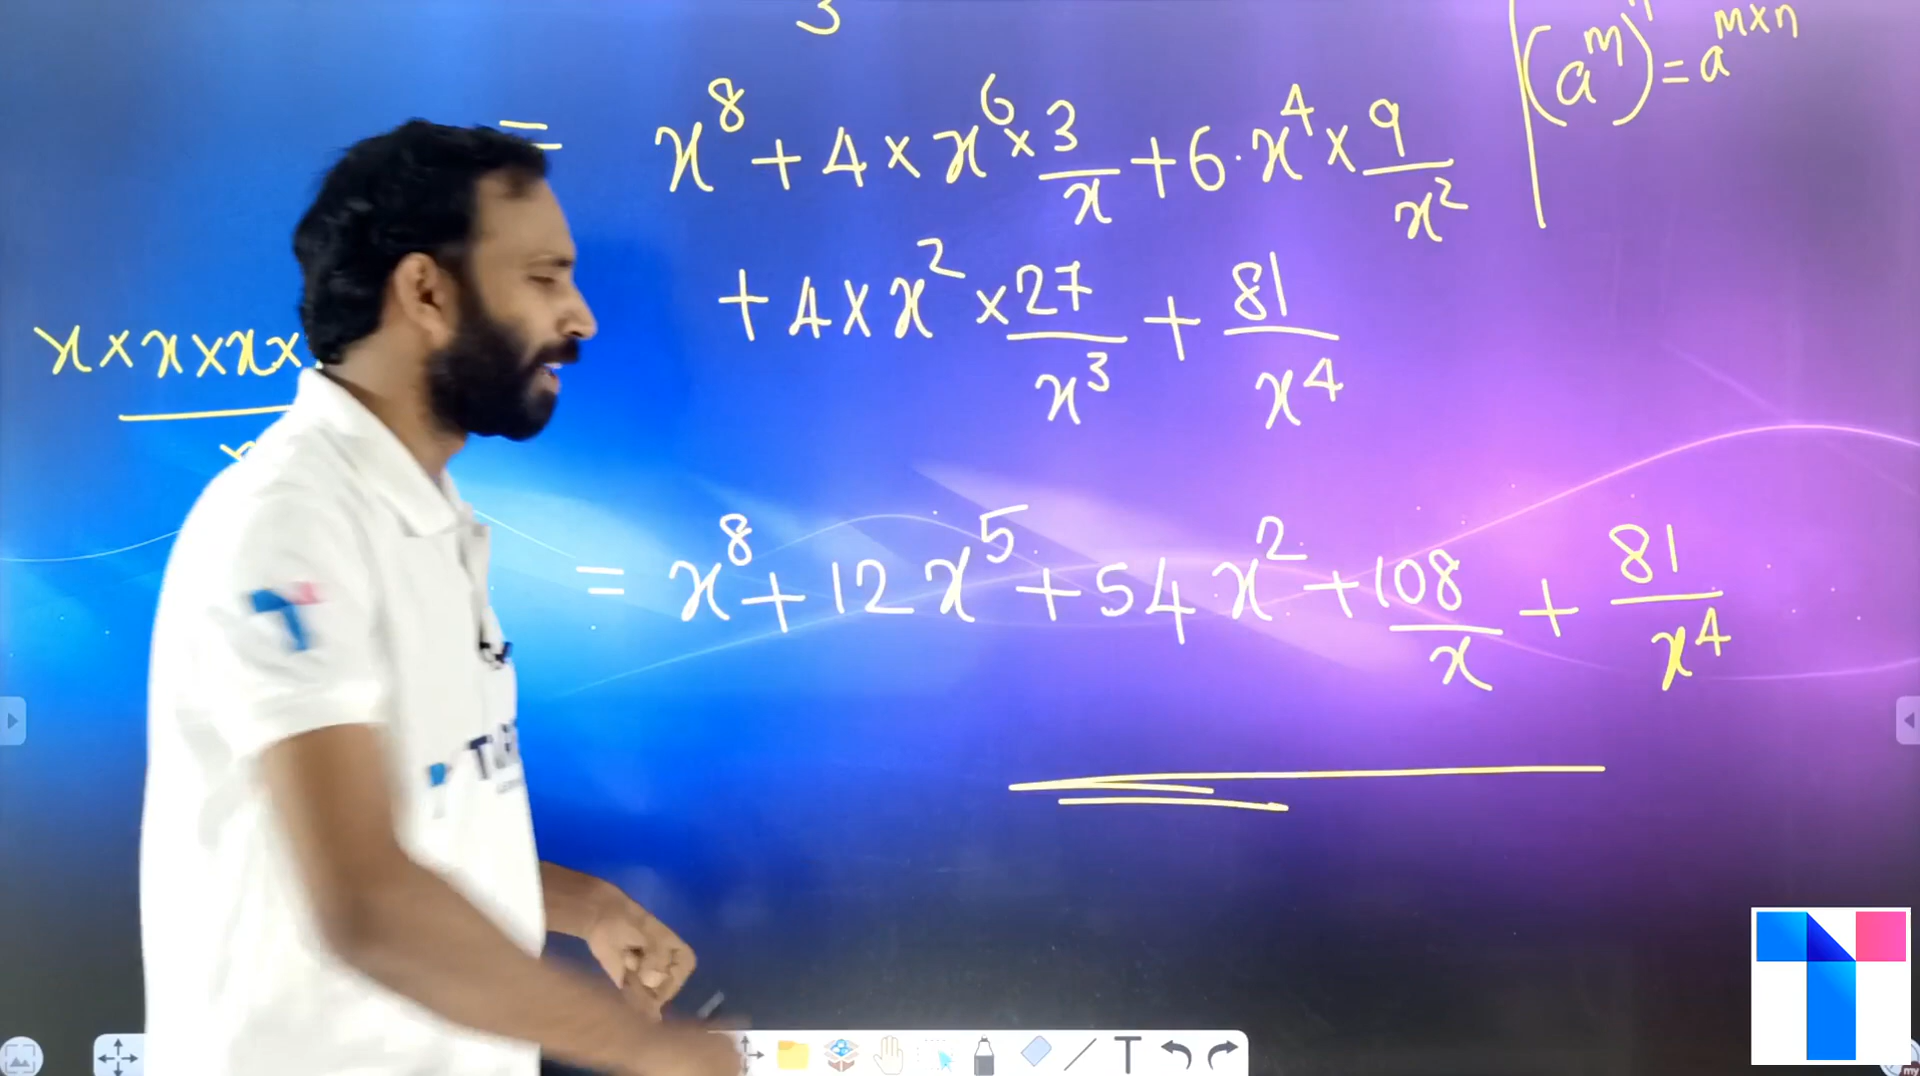 3
(aᵐ)ⁿ = aᵐˣⁿ
= x⁸ + 4 × x⁶ × 3/x + 6·x⁴ × 9/x²
+ 4 × x² × 27/x³ + 81/x⁴
x × x × x ×
= x⁸ + 12x⁵ + 54x² + 108/x + 81/x⁴
T
my